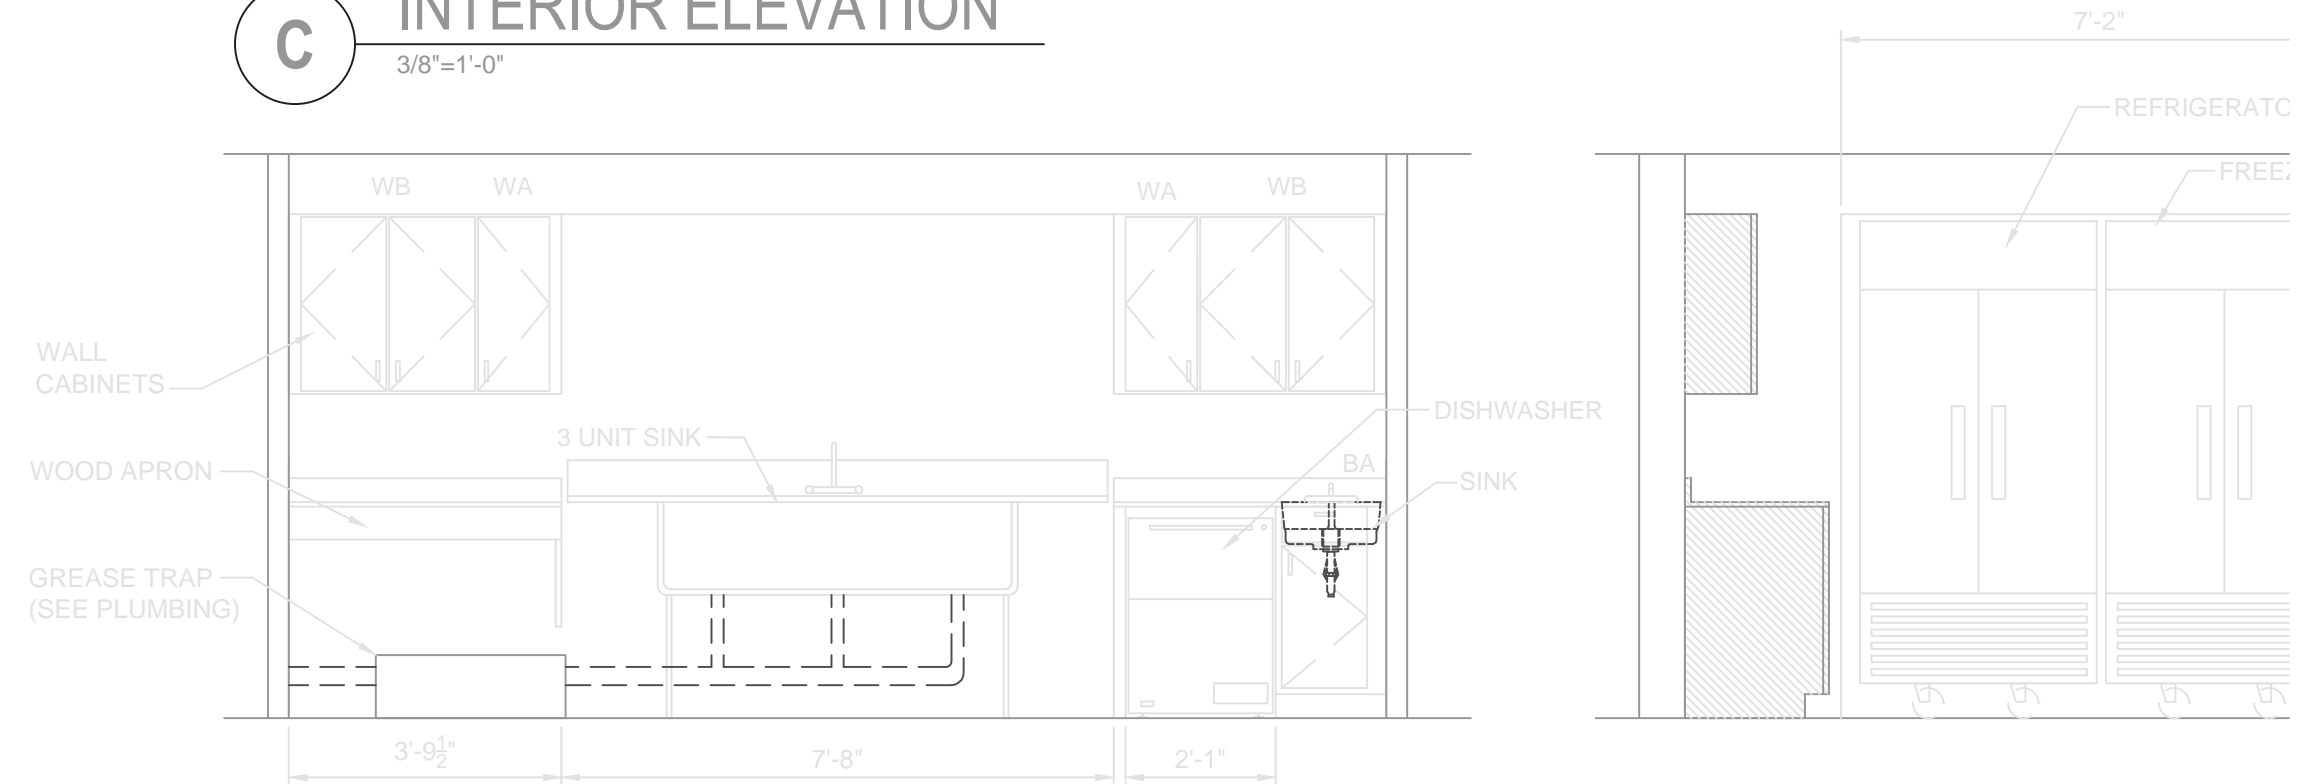 INTERIOR ELEVATION
C
3/8"=1'-0"
7'-2"
REFRIGERATO
FREEZ
WB
WA
WA
WB
WALL
CABINETS
DISHWASHER
3 UNIT SINK
WOOD APRON
BA
SINK
GREASE TRAP
(SEE PLUMBING)
3'-9½"
7'-8"
2'-1"